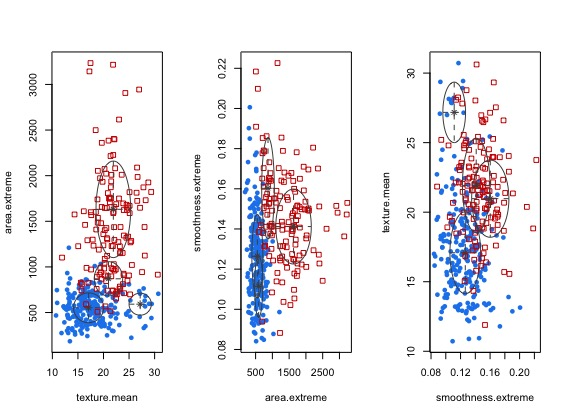 area.extreme
500 1000 1500 2000 2500 3000
10 15 20 25 30
texture.mean
smoothness.extreme
0.08 0.10 0.12 0.14 0.16 0.18 0.20 0.22
500 1500 2500
area.extreme
texture.mean
10 15 20 25 30
0.08 0.12 0.16 0.20
smoothness.extreme